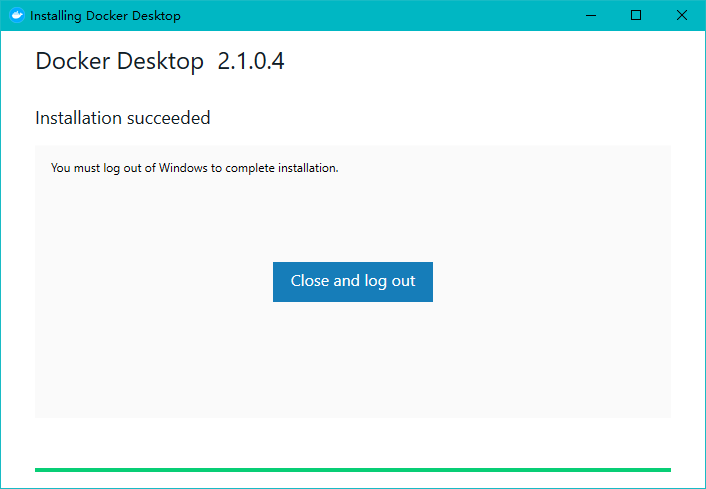 Installing Docker Desktop
Docker Desktop 2.1.0.4
Installation succeeded
You must log out of Windows to complete installation.
Close and log out